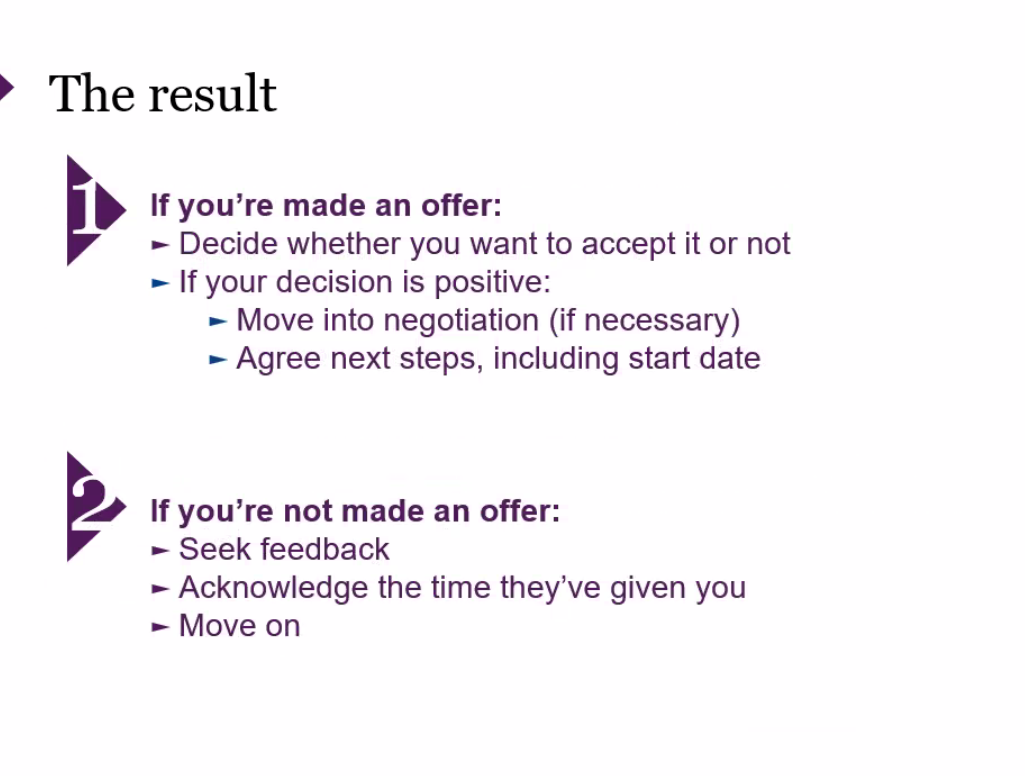 The result
1
If you’re made an offer:
► Decide whether you want to accept it or not
► If your decision is positive:
► Move into negotiation (if necessary)
► Agree next steps, including start date
2
If you’re not made an offer:
► Seek feedback
► Acknowledge the time they’ve given you
► Move on